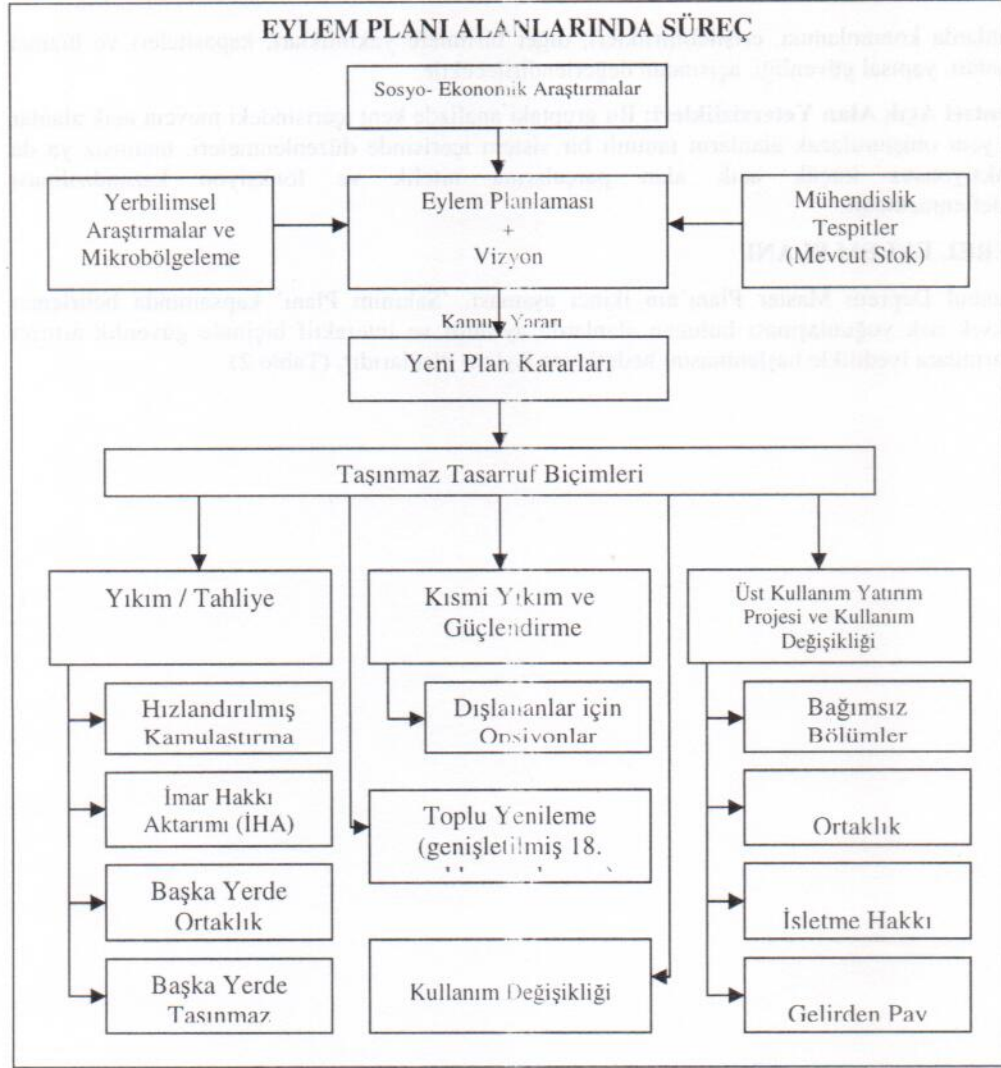 EYLEM PLANI ALANLARINDA SÜREÇ
Sosyo- Ekonomik Araştırmalar
Yerbilimsel
Araştırmalar ve
Mikrobölgeleme
Eylem Planlaması
+
Vizyon
Mühendislik
Tespitler
(Mevcut Stok)
Kamu Yararı
Yeni Plan Kararları
Taşınmaz Tasarruf Biçimleri
Yıkım / Tahliye
Hızlandırılmış
Kamulaştırma
İmar Hakkı
Aktarımı (İHA)
Başka Yerde
Ortaklık
Başka Yerde
Taşınmaz
Kısmi Yıkım ve
Güçlendirme
Dışlananlar için
Opsiyonlar
Toplu Yenileme
(genişletilmiş 18.
Kullanım Değişikliği
Üst Kullanım Yatırım
Projesi ve Kullanım
Değişikliği
Bağımsız
Bölümler
Ortaklık
İşletme Hakkı
Gelirden Pay